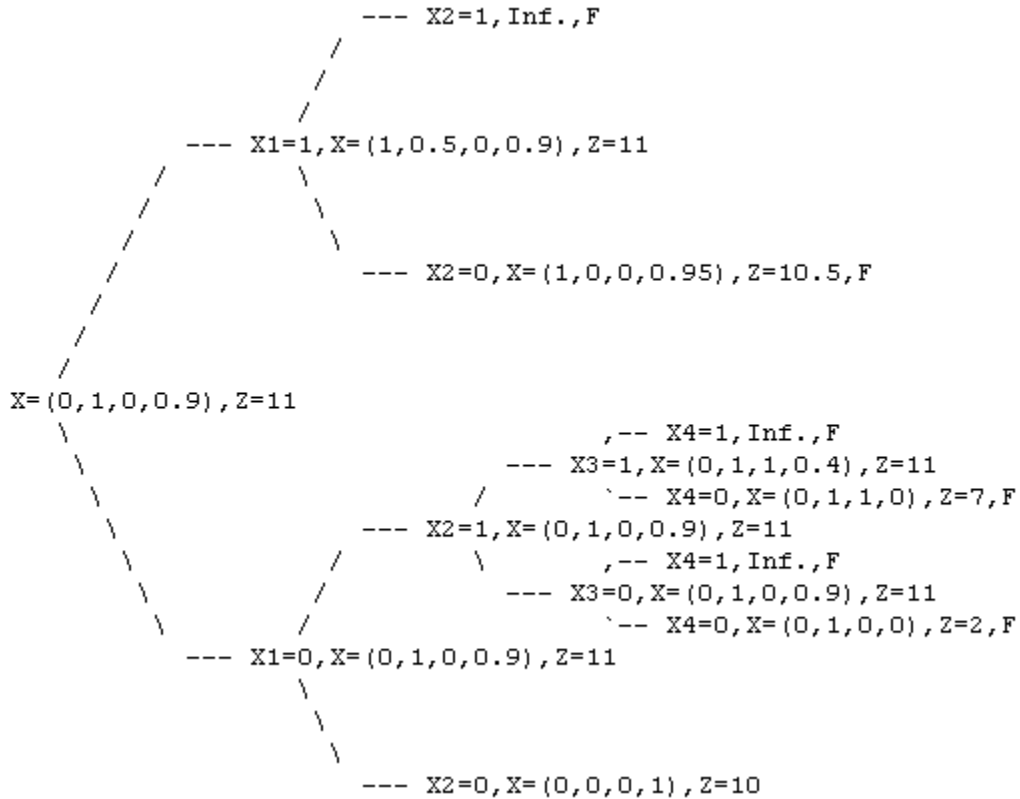 --- X2=1,Inf.,F
--- X1=1,X=(1,0.5,0,0.9),Z=11
--- X2=0,X=(1,0,0,0.95),Z=10.5,F
X=(0,1,0,0.9),Z=11
,-- X4=1,Inf.,F
--- X3=1,X=(0,1,1,0.4),Z=11
`-- X4=0,X=(0,1,1,0),Z=7,F
--- X2=1,X=(0,1,0,0.9),Z=11
,-- X4=1,Inf.,F
--- X3=0,X=(0,1,0,0.9),Z=11
`-- X4=0,X=(0,1,0,0),Z=2,F
--- X1=0,X=(0,1,0,0.9),Z=11
--- X2=0,X=(0,0,0,1),Z=10